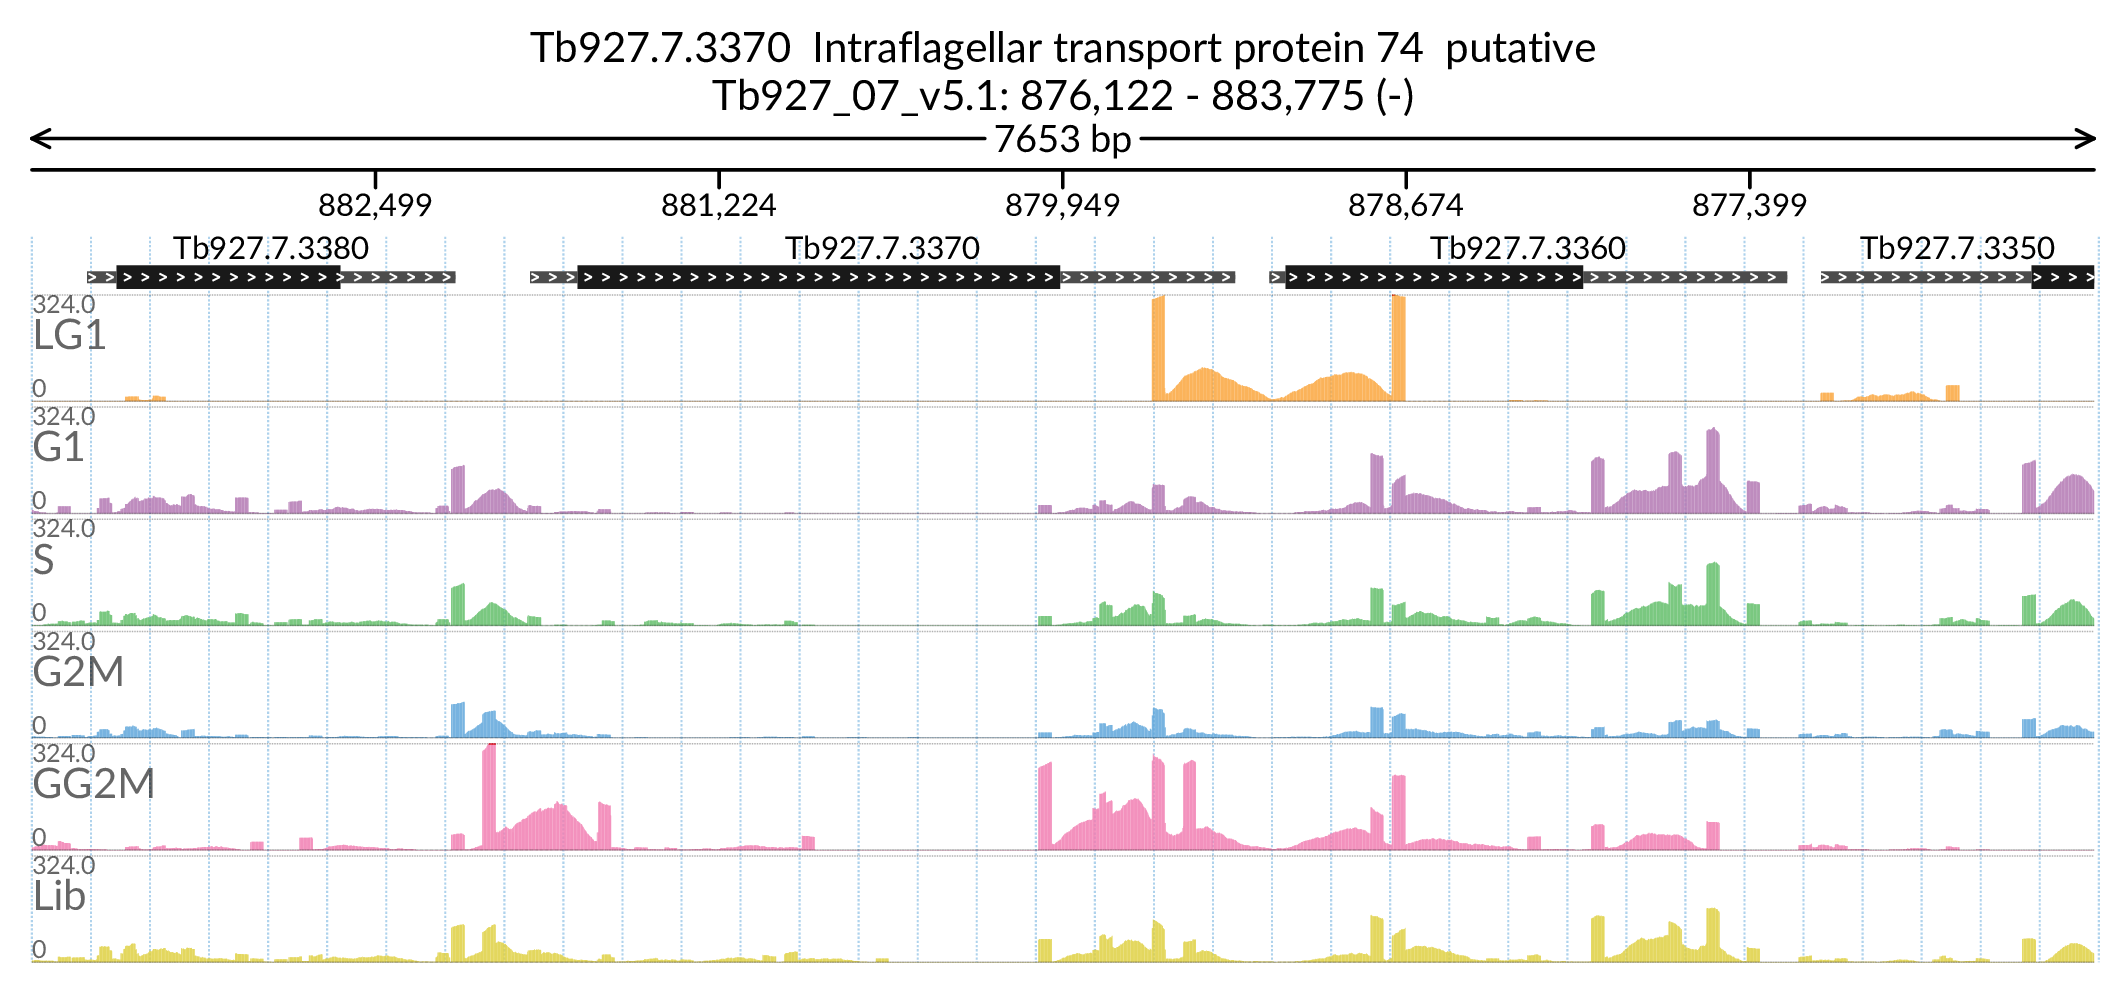 Tb927.7.3370  Intraflagellar transport protein 74  putative
Tb927_07_v5.1: 876,122 - 883,775 (-)
7653 bp
882,499 881,224 879,949 878,674 877,399
Tb927.7.3380 Tb927.7.3370 Tb927.7.3360 Tb927.7.3350
324.0
LG1
0
324.0
G1
0
324.0
S
0
324.0
G2M
0
324.0
GG2M
0
324.0
Lib
0